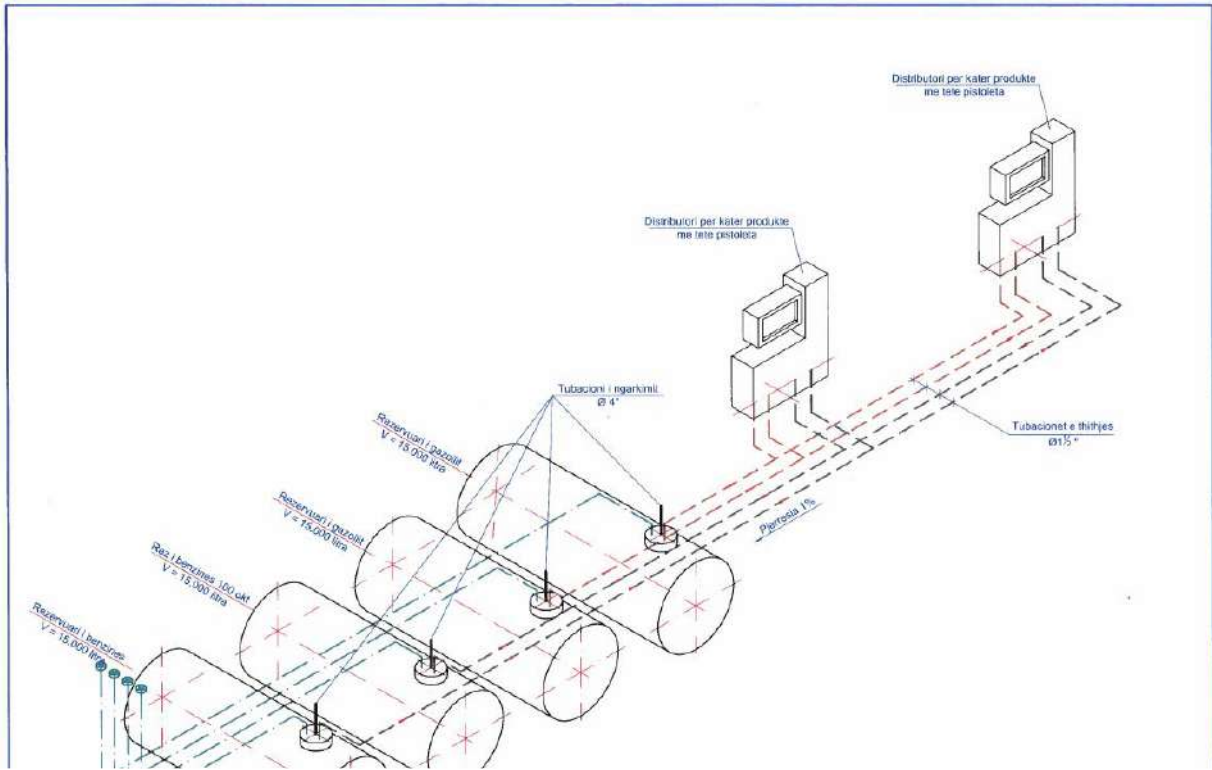 Distributori per kater produkte
me tete pistoleta
Distributori per kater produkte
me tete pistoleta
Tubacioni i ngarkimit
Ø 4"
Rezervuari i gazoilit
V = 15,000 litra
Tubacionet e thithjes
Ø1½"
Rezervuari i gazoilit
V = 15,000 litra
Pjerresia 1%
Rez i benzines 100 okt
V = 15,000 litra
Rezervuari i benzines
V = 15,000 litra